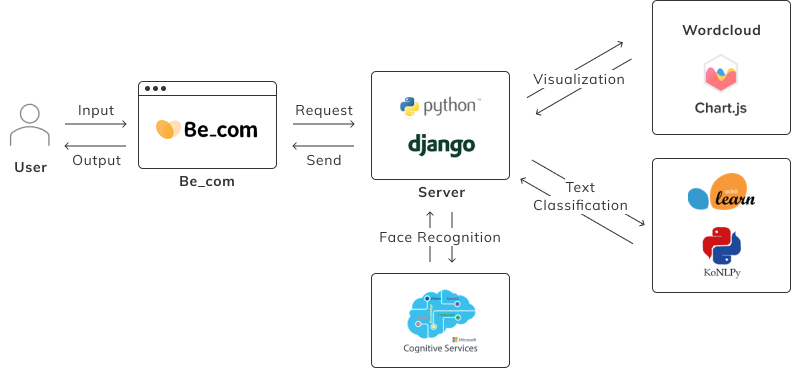 Input
Output
User
Be_com
Be_com
Request
Send
python™
django
Server
Visualization
Wordcloud
Chart.js
Text
Classification
scikit
learn
KoNLPy
Face Recognition
Microsoft
Cognitive Services